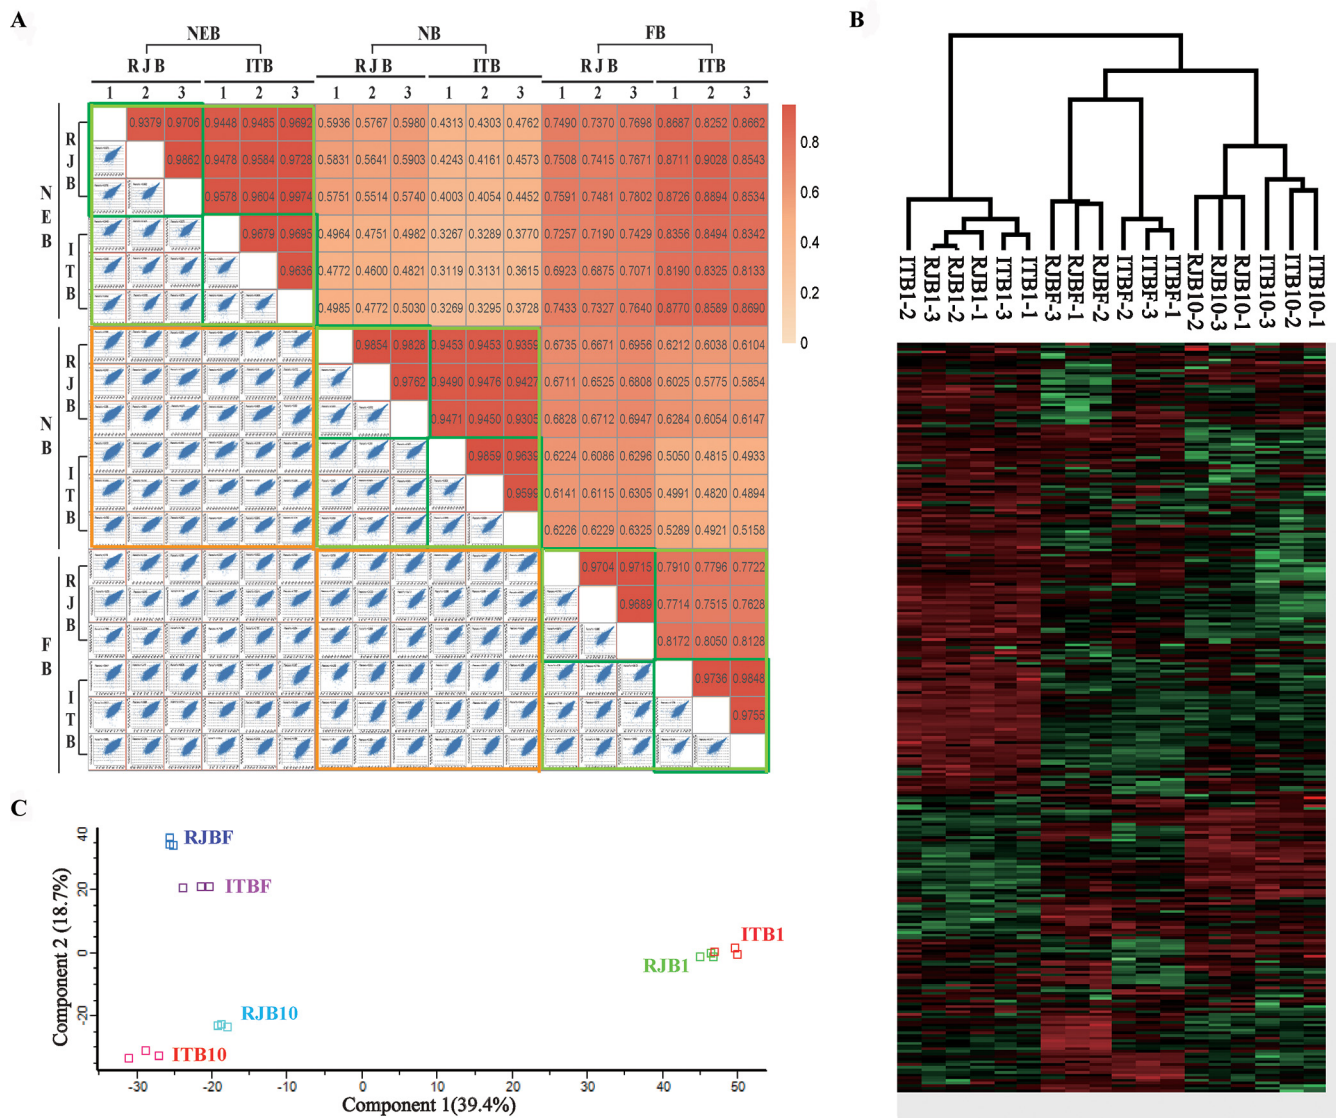 A
NEB NB FB
R J B ITB R J B ITB R J B ITB
1 2 3 1 2 3 1 2 3 1 2 3 1 2 3 1 2 3
NEB
RJB
0.9379 0.9706 0.9448 0.9485 0.9692 0.5936 0.5767 0.5980 0.4313 0.4303 0.4762 0.7490 0.7370 0.7698 0.8687 0.8252 0.8662
0.9862 0.9478 0.9584 0.9728 0.5831 0.5641 0.5903 0.4243 0.4161 0.4573 0.7508 0.7415 0.7671 0.8711 0.9028 0.8543
0.9578 0.9604 0.9974 0.5751 0.5514 0.5740 0.4003 0.4054 0.4452 0.7591 0.7481 0.7802 0.8726 0.8894 0.8534
ITB
0.9679 0.9695 0.4964 0.4751 0.4982 0.3267 0.3289 0.3770 0.7257 0.7190 0.7429 0.8356 0.8494 0.8342
0.9636 0.4772 0.4600 0.4821 0.3119 0.3131 0.3615 0.6923 0.6875 0.7071 0.8190 0.8325 0.8133
0.4985 0.4772 0.5030 0.3269 0.3295 0.3728 0.7433 0.7327 0.7640 0.8770 0.8589 0.8690
NB
RJB
0.9854 0.9828 0.9453 0.9453 0.9359 0.6735 0.6671 0.6956 0.6212 0.6038 0.6104
0.9762 0.9490 0.9476 0.9427 0.6711 0.6525 0.6808 0.6025 0.5775 0.5854
0.9471 0.9450 0.9305 0.6828 0.6712 0.6947 0.6284 0.6054 0.6147
ITB
0.9859 0.9639 0.6224 0.6086 0.6296 0.5050 0.4815 0.4933
0.9599 0.6141 0.6115 0.6305 0.4991 0.4820 0.4894
0.6226 0.6229 0.6325 0.5289 0.4921 0.5158
FB
RJB
0.9704 0.9715 0.7910 0.7796 0.7722
0.9689 0.7714 0.7515 0.7628
0.8172 0.8050 0.8128
ITB
0.9736 0.9848
0.9755
0.8
0.6
0.4
0.2
0
B
ITB1-2
RJB1-3
RJB1-2
RJB1-1
ITB1-3
ITB1-1
RJBF-3
RJBF-1
RJBF-2
ITBF-2
ITBF-3
ITBF-1
RJB10-2
RJB10-3
RJB10-1
ITB10-3
ITB10-2
ITB10-1
C
Component 2 (18.7%)
40
20
0
-20
RJBF
ITBF
ITB1
RJB1
RJB10
ITB10
-30 -20 -10 0 10 20 30 40 50
Component 1(39.4%)